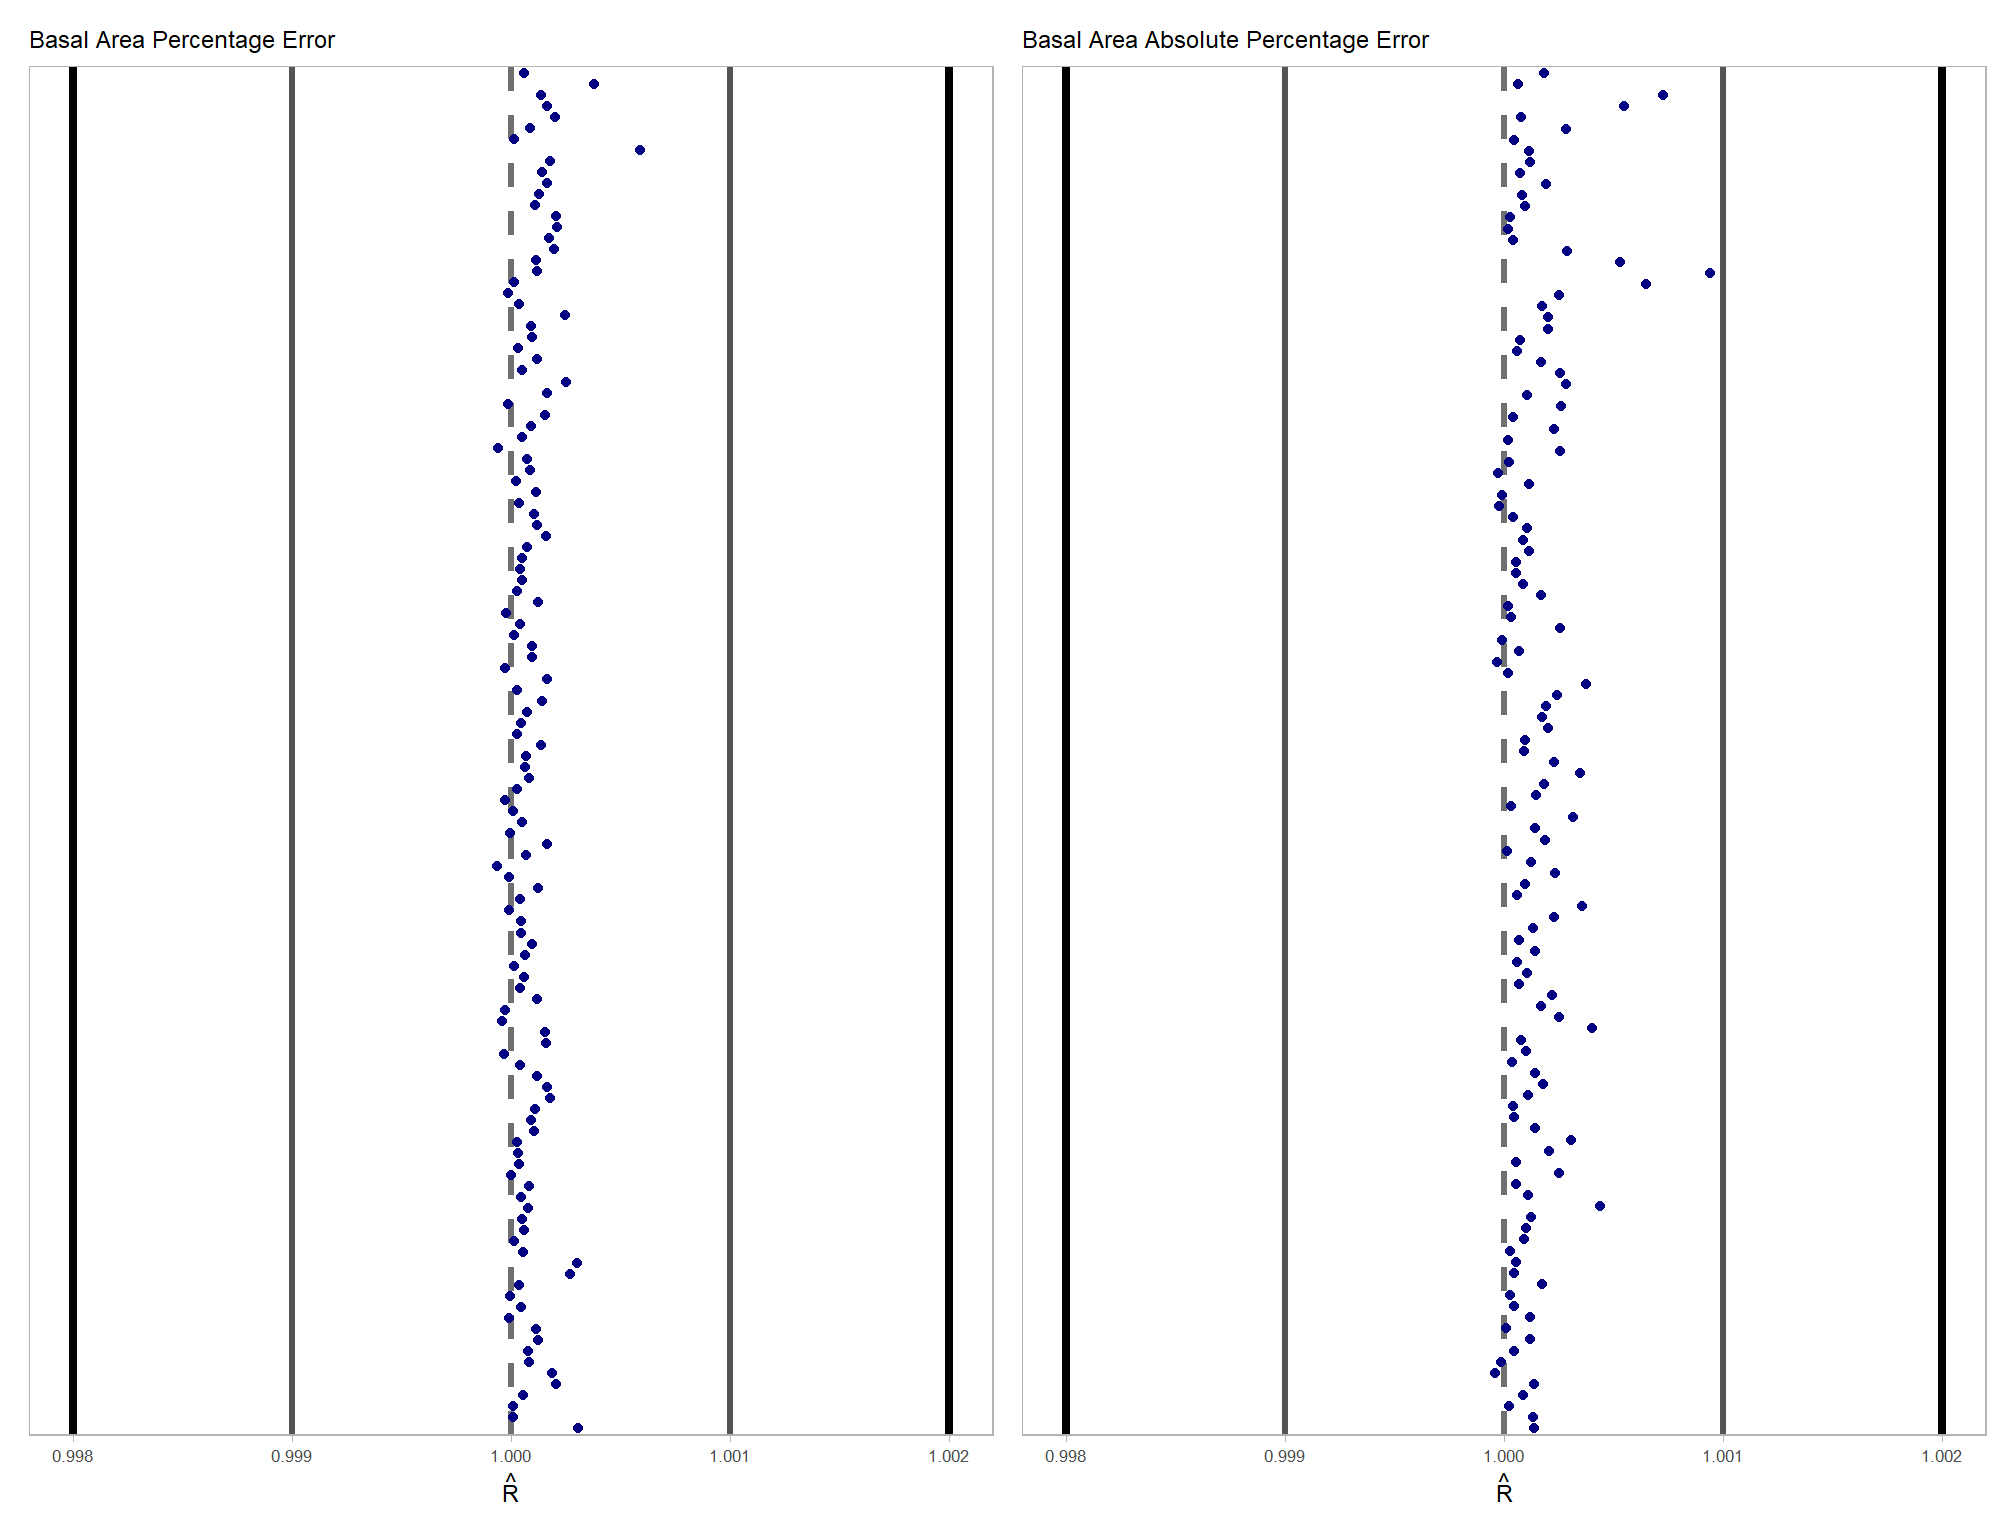 Basal Area Percentage Error
Basal Area Absolute Percentage Error
0.998 0.999 1.000 1.001 1.002
0.998 0.999 1.000 1.001 1.002
R̂
R̂